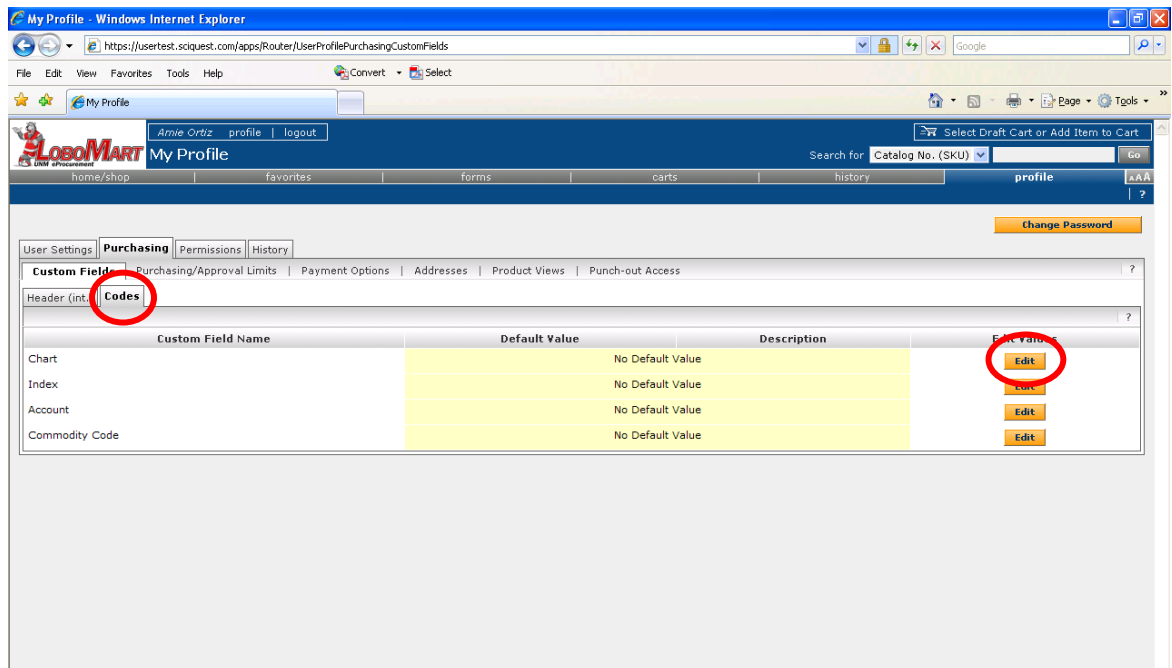 My Profile - Windows Internet Explorer
https://usertest.sciquest.com/apps/Router/UserProfilePurchasingCustomFields
Google
File Edit View Favorites Tools Help
Convert Select
My Profile
Page Tools
LOBOMART
UNM eProcurement
Amie Ortiz profile | logout
Select Draft Cart or Add Item to Cart
My Profile
Search for Catalog No. (SKU) Go
home/shop | favorites | forms | carts | history | profile AAA
| ?
Change Password
User Settings Purchasing Permissions History
Custom Fields Purchasing/Approval Limits | Payment Options | Addresses | Product Views | Punch-out Access ?
Header (int. Codes
?
Custom Field Name Default Value Description Edit Values
Chart No Default Value Edit
Index No Default Value Edit
Account No Default Value Edit
Commodity Code No Default Value Edit